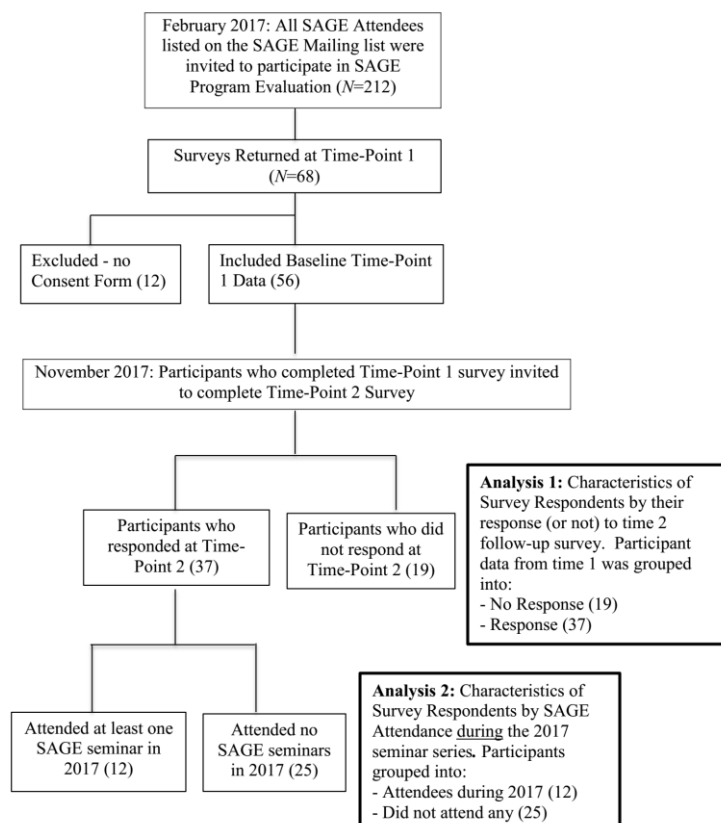 February 2017: All SAGE Attendees
listed on the SAGE Mailing list were
invited to participate in SAGE
Program Evaluation (N=212)
Surveys Returned at Time-Point 1
(N=68)
Excluded - no
Consent Form (12)
Included Baseline Time-Point
1 Data (56)
November 2017: Participants who completed Time-Point 1 survey invited
to complete Time-Point 2 Survey
Participants who
responded at Time-
Point 2 (37)
Participants who did
not respond at
Time-Point 2 (19)
Analysis 1: Characteristics of
Survey Respondents by their
response (or not) to time 2
follow-up survey.  Participant
data from time 1 was grouped
into:
- No Response (19)
- Response (37)
Attended at least one
SAGE seminar in
2017 (12)
Attended no
SAGE seminars
in 2017 (25)
Analysis 2: Characteristics of
Survey Respondents by SAGE
Attendance during the 2017
seminar series. Participants
grouped into:
- Attendees during 2017 (12)
- Did not attend any (25)